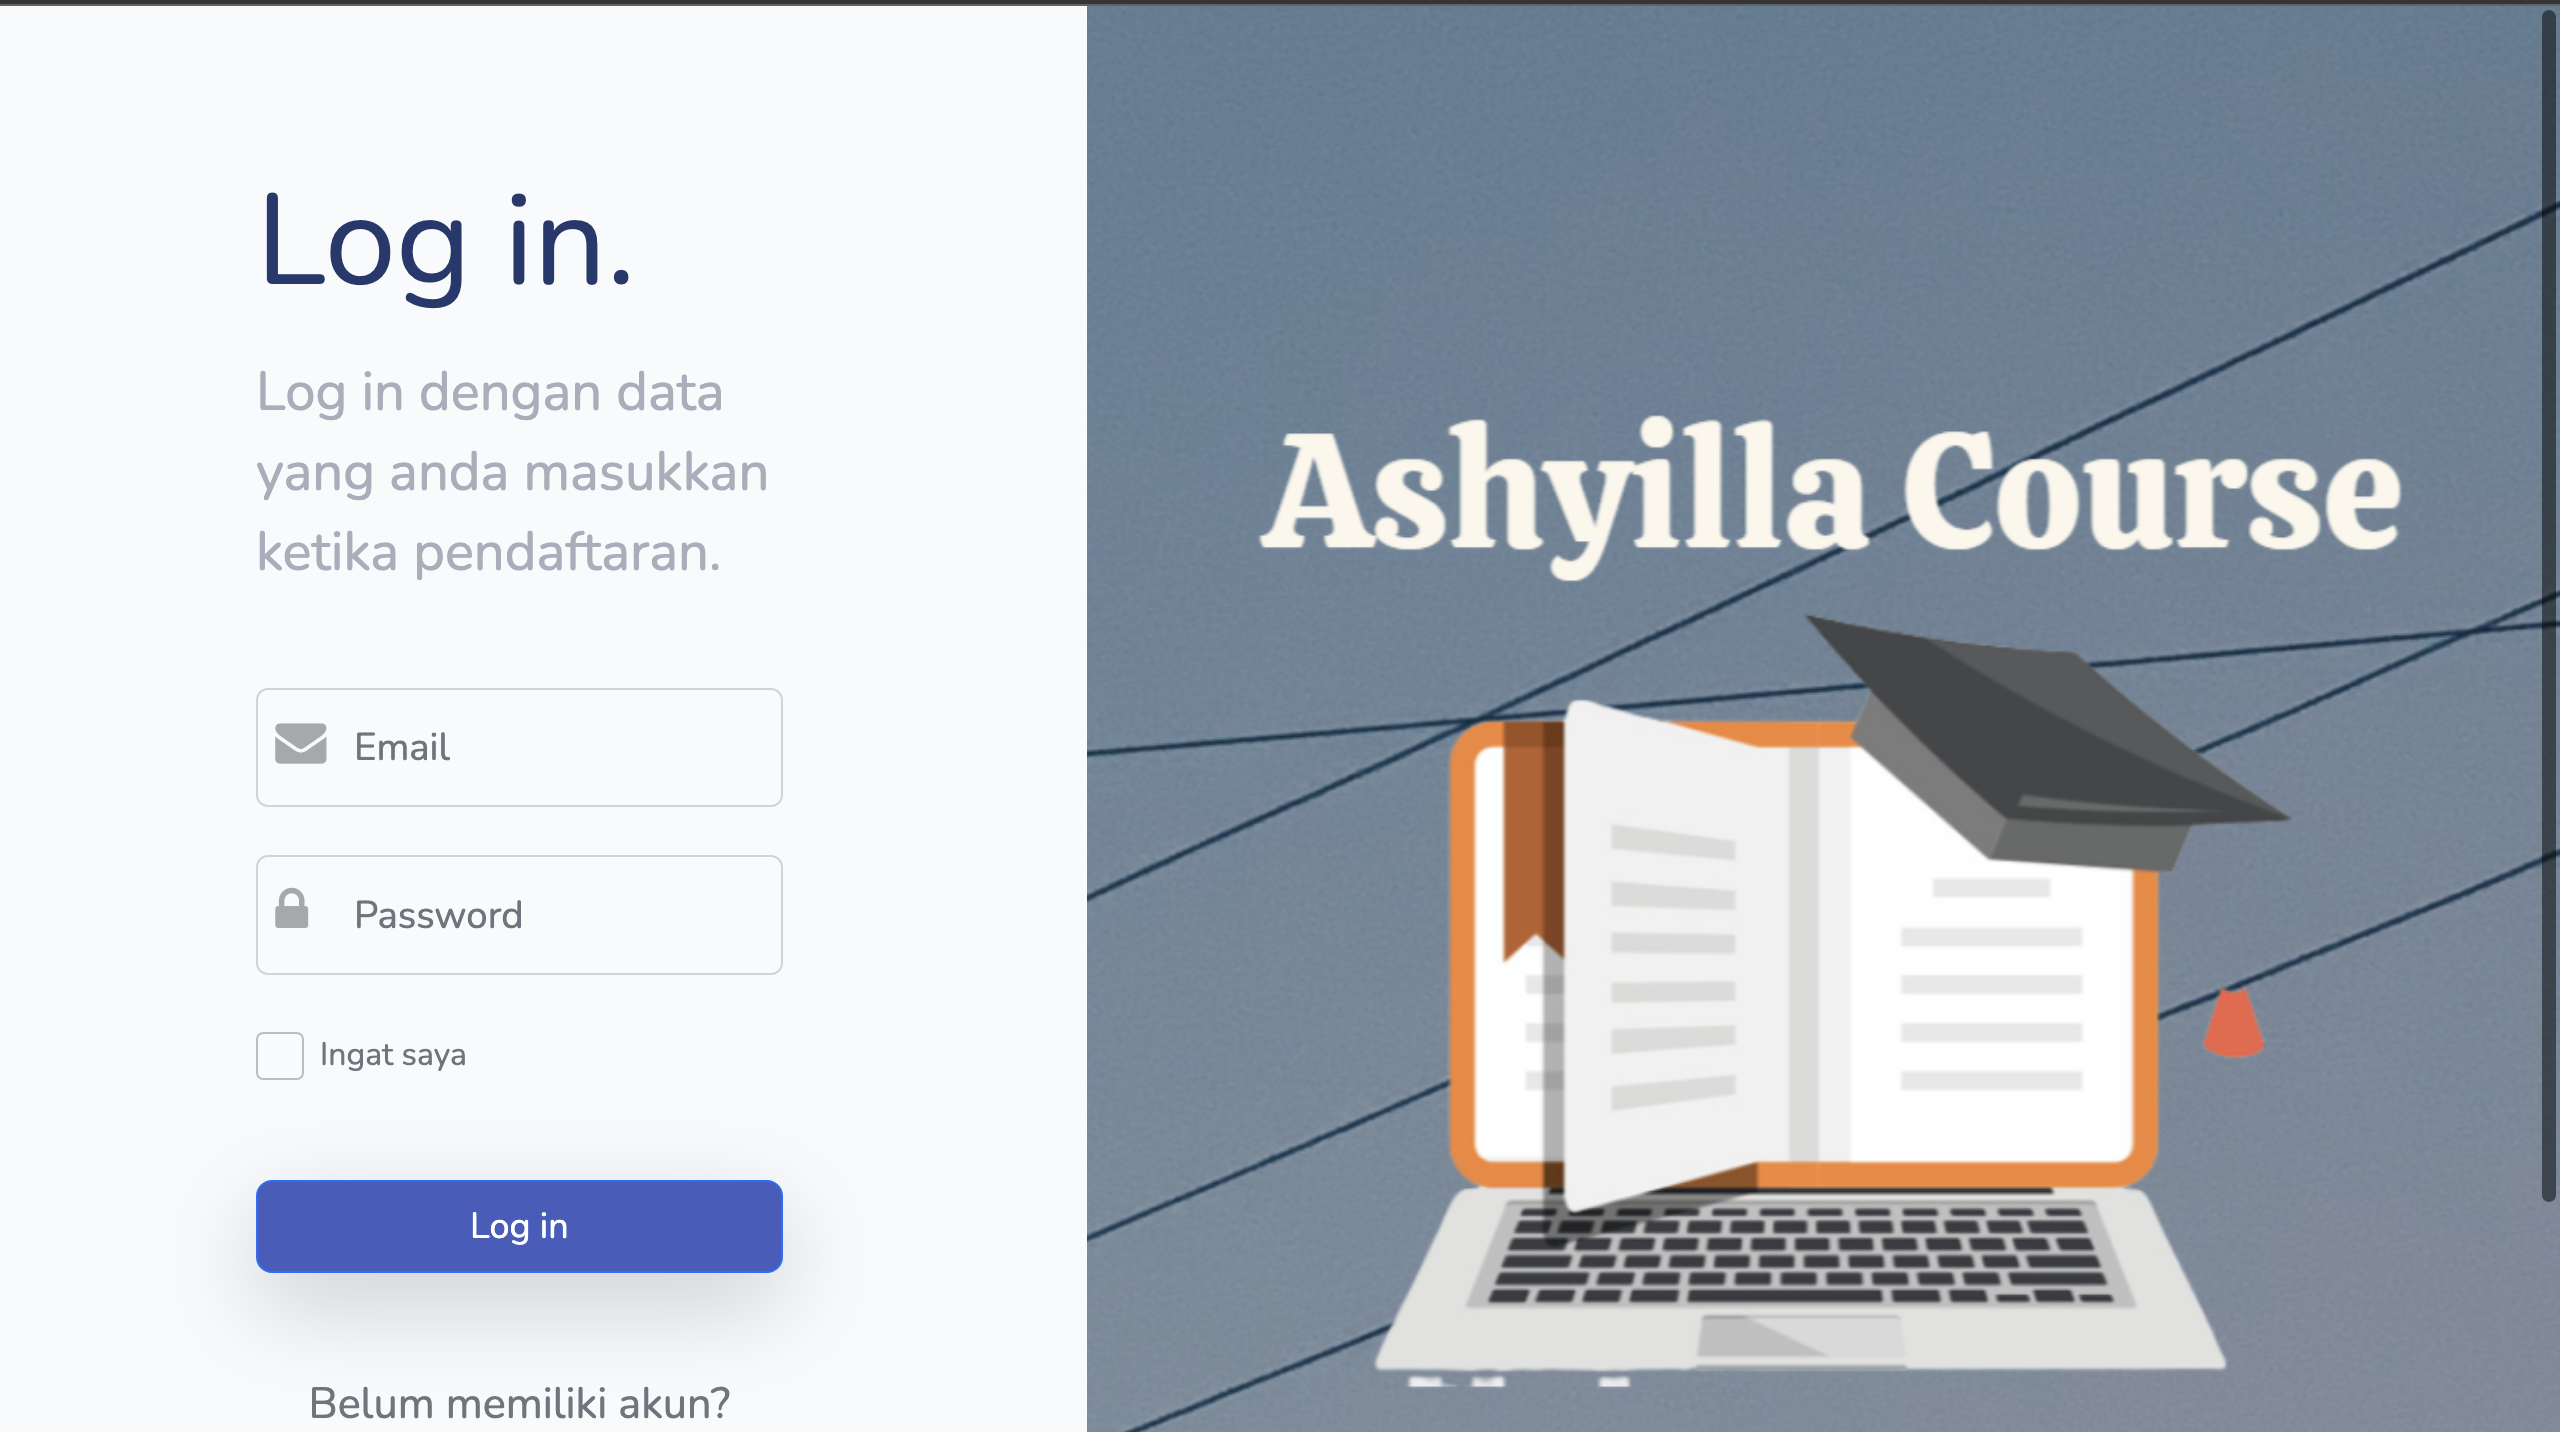 Log in.
Log in dengan data
yang anda masukkan
ketika pendaftaran.
Email
Password
Ingat saya
Log in
Belum memiliki akun?
Ashyilla Course